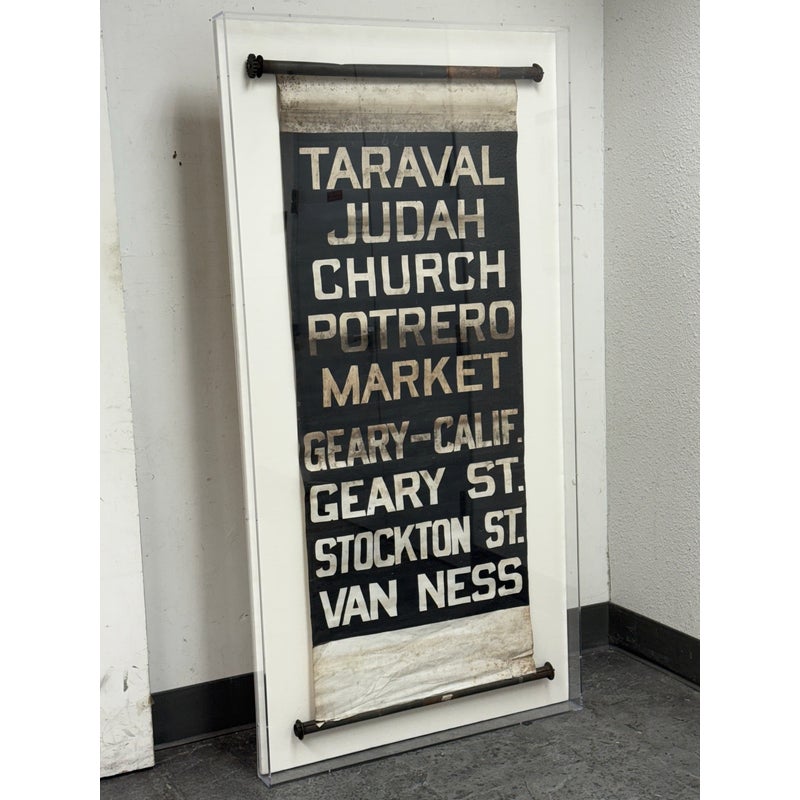 TARAVAL
JUDAH
CHURCH
POTRERO
MARKET
GEARY-CALIF.
GEARY ST.
STOCKTON ST.
VAN NESS